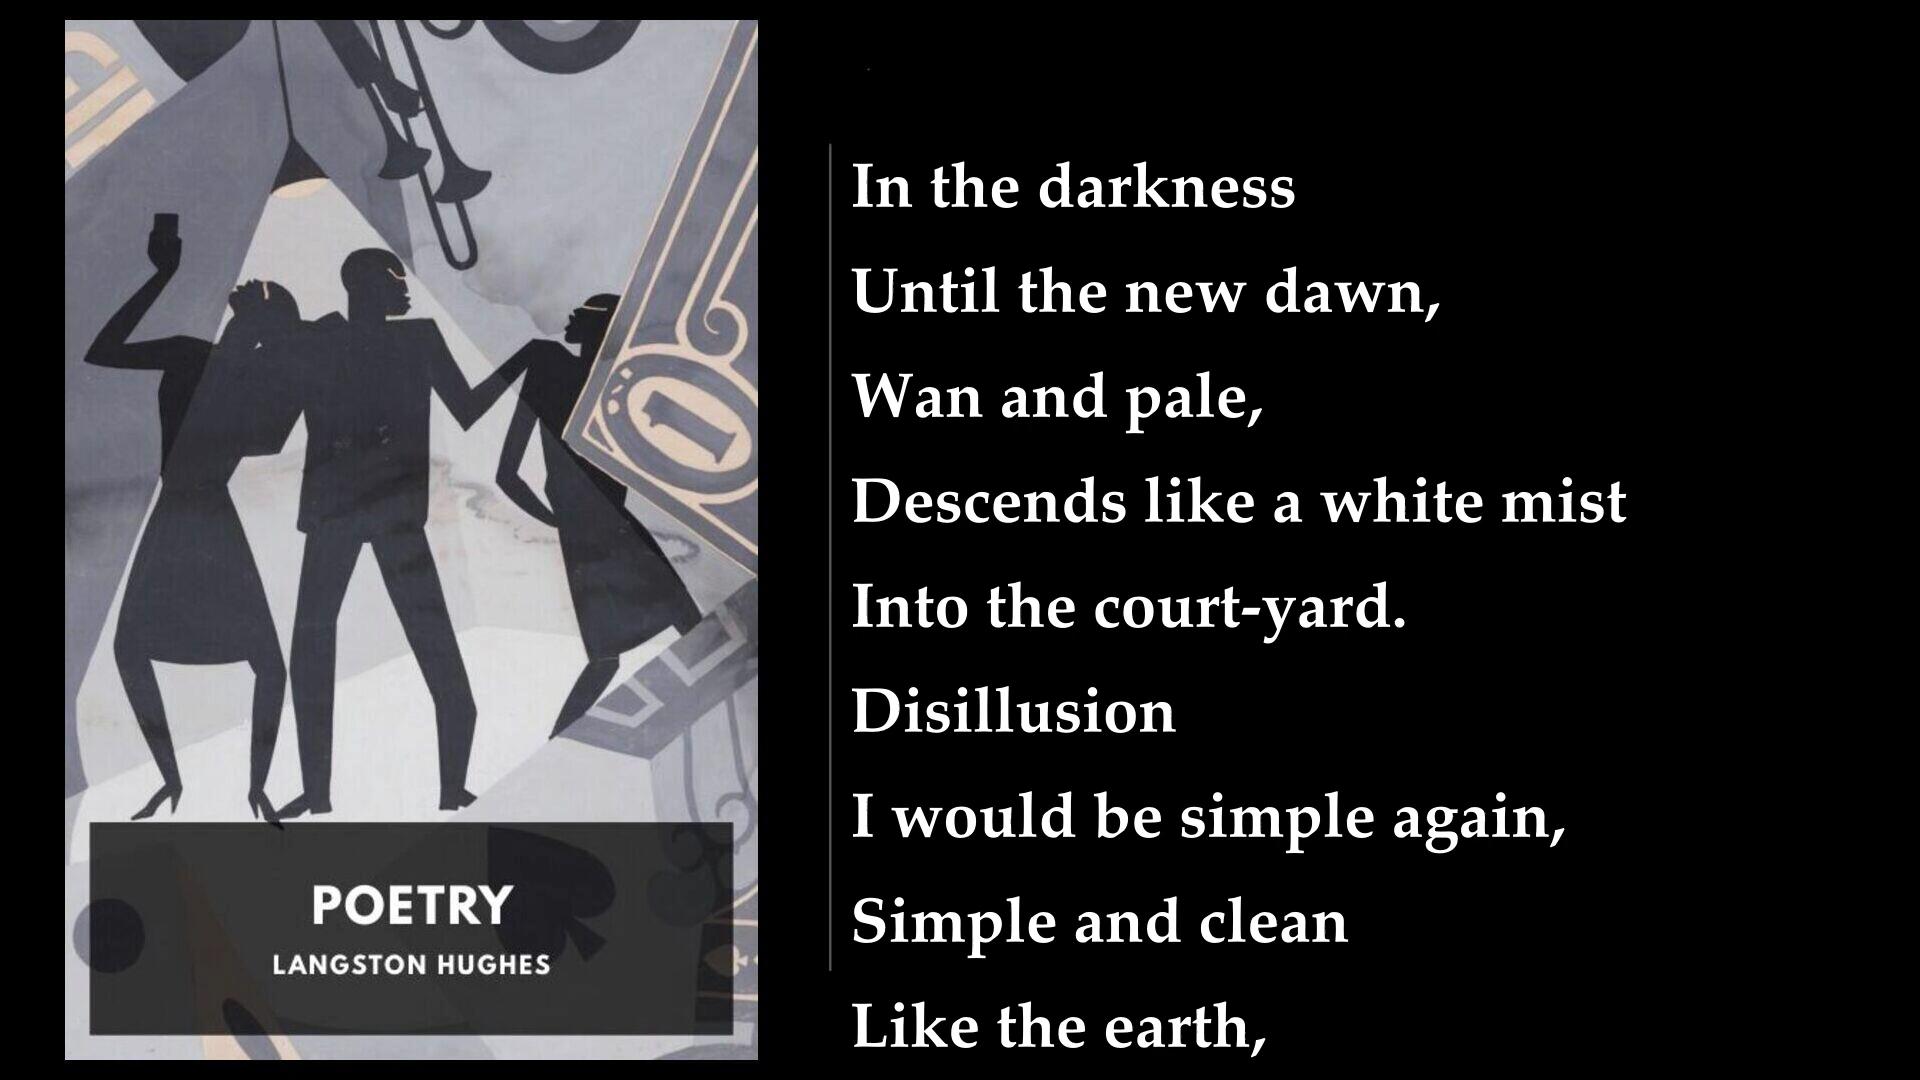 In the darkness
Until the new dawn,
Wan and pale,
Descends like a white mist
Into the court-yard.
Disillusion
I would be simple again,
Simple and clean
Like the earth,
1
POETRY
LANGSTON HUGHES